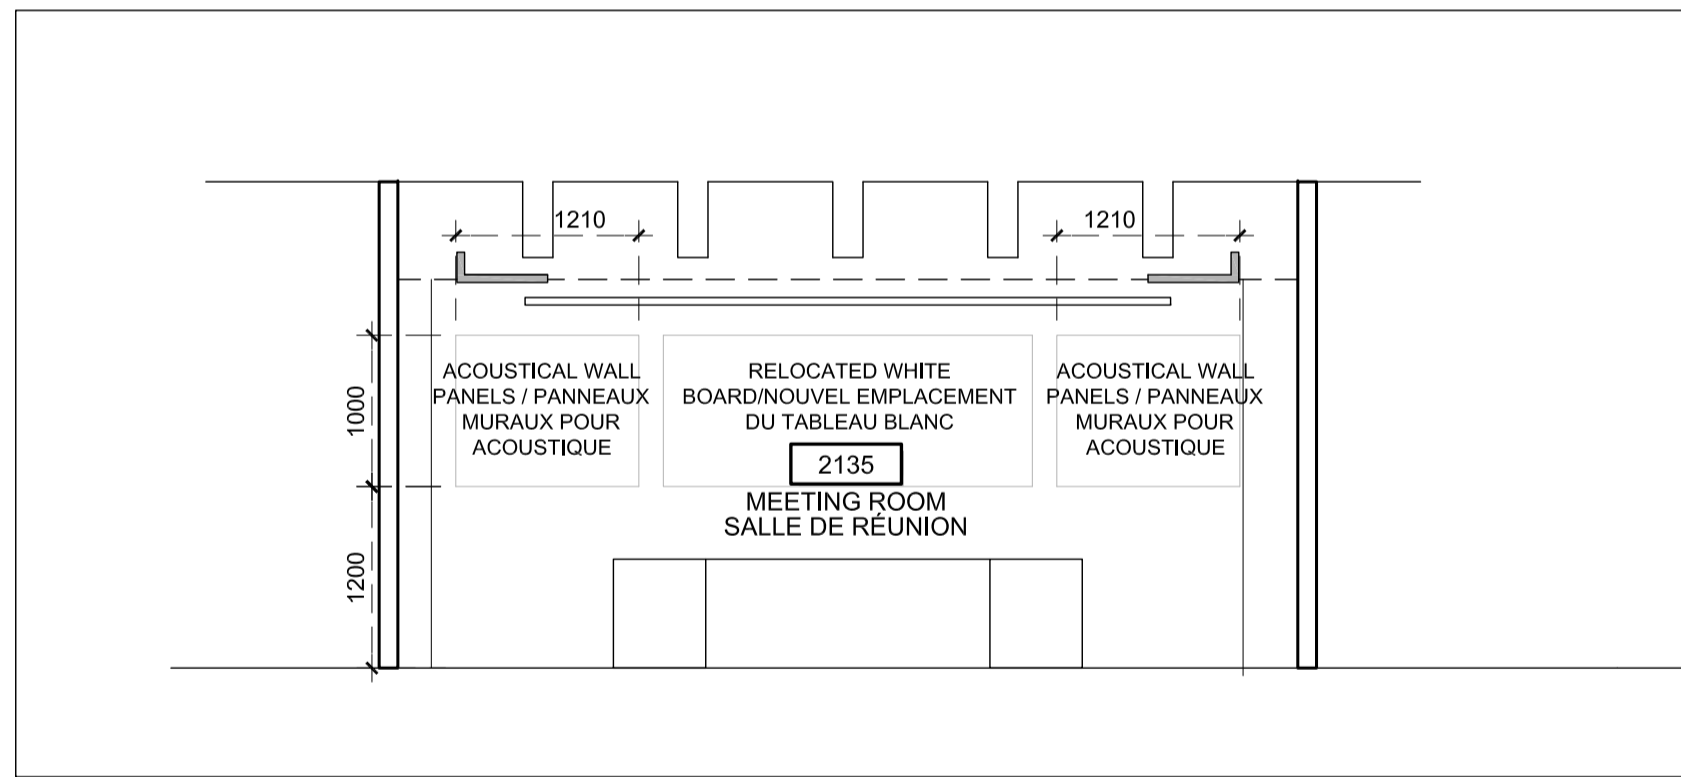 1210
1210
ACOUSTICAL WALL
PANELS / PANNEAUX
MURAUX POUR
ACOUSTIQUE
RELOCATED WHITE
BOARD/NOUVEL EMPLACEMENT
DU TABLEAU BLANC
ACOUSTICAL WALL
PANELS / PANNEAUX
MURAUX POUR
ACOUSTIQUE
1000
2135
MEETING ROOM
SALLE DE RÉUNION
1200